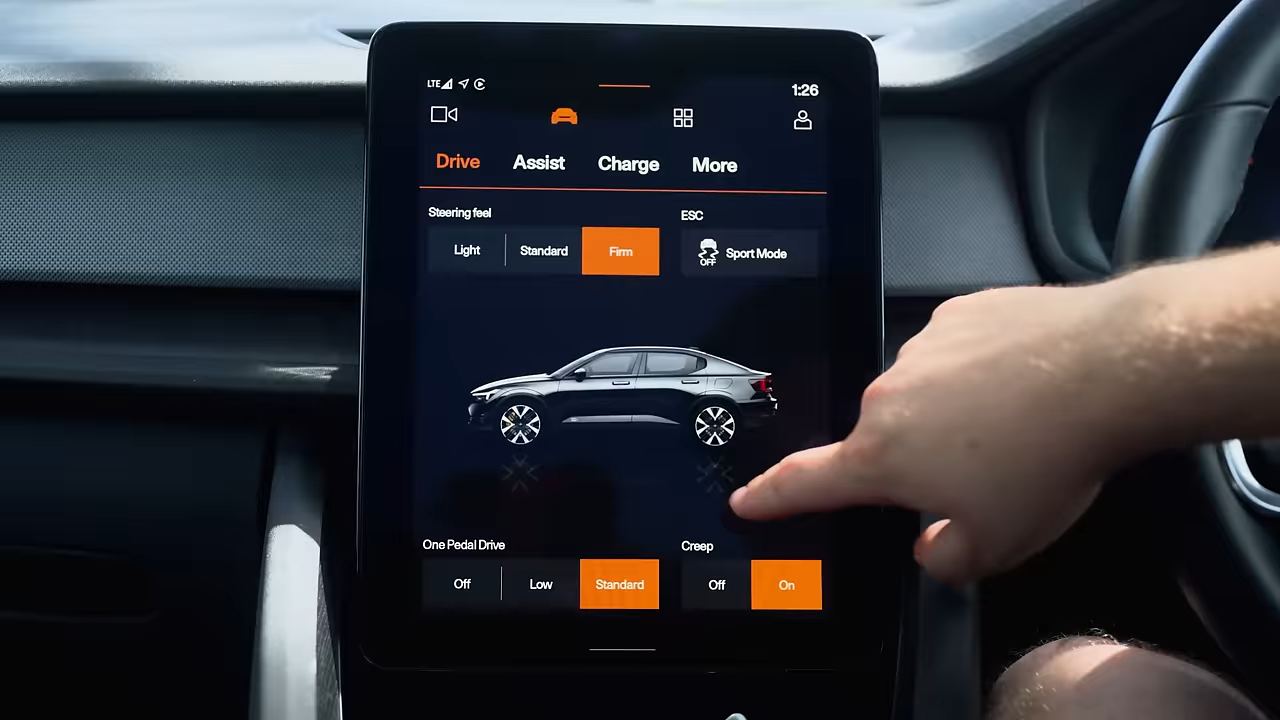 LTE
1:26
Drive Assist Charge More
Steering feel
ESC
Light Standard Firm
OFF Sport Mode
One Pedal Drive
Creep
Off Low Standard
Off On